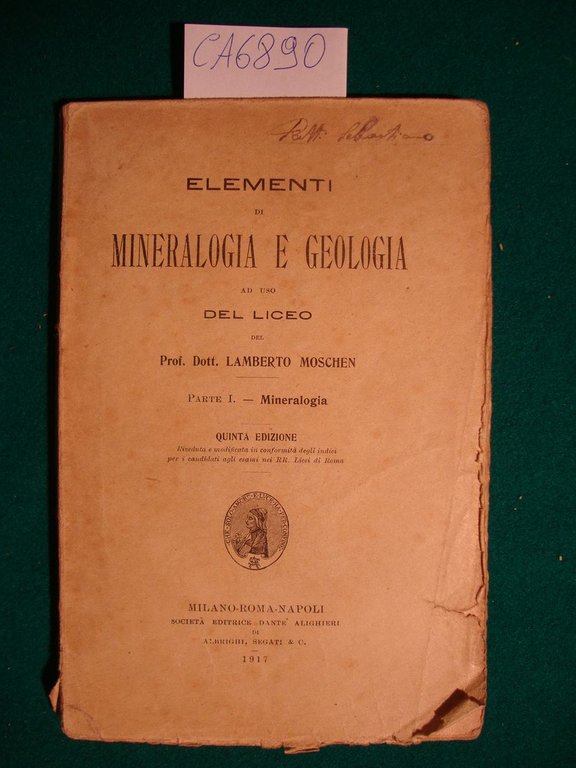 CA6890
ELEMENTI
DI
MINERALOGIA E GEOLOGIA
AD USO
DEL LICEO
DEL
Prof. Dott. LAMBERTO MOSCHEN
PARTE I. — Mineralogia
QUINTA EDIZIONE
Riveduta e modificata in conformità degli indici
per i candidati agli esami nei RR. Licei di Roma
MILANO-ROMA-NAPOLI
SOCIETÀ EDITRICE „DANTE ALIGHIERI
DI
ALBRIGHI, SEGATI & C.
1917